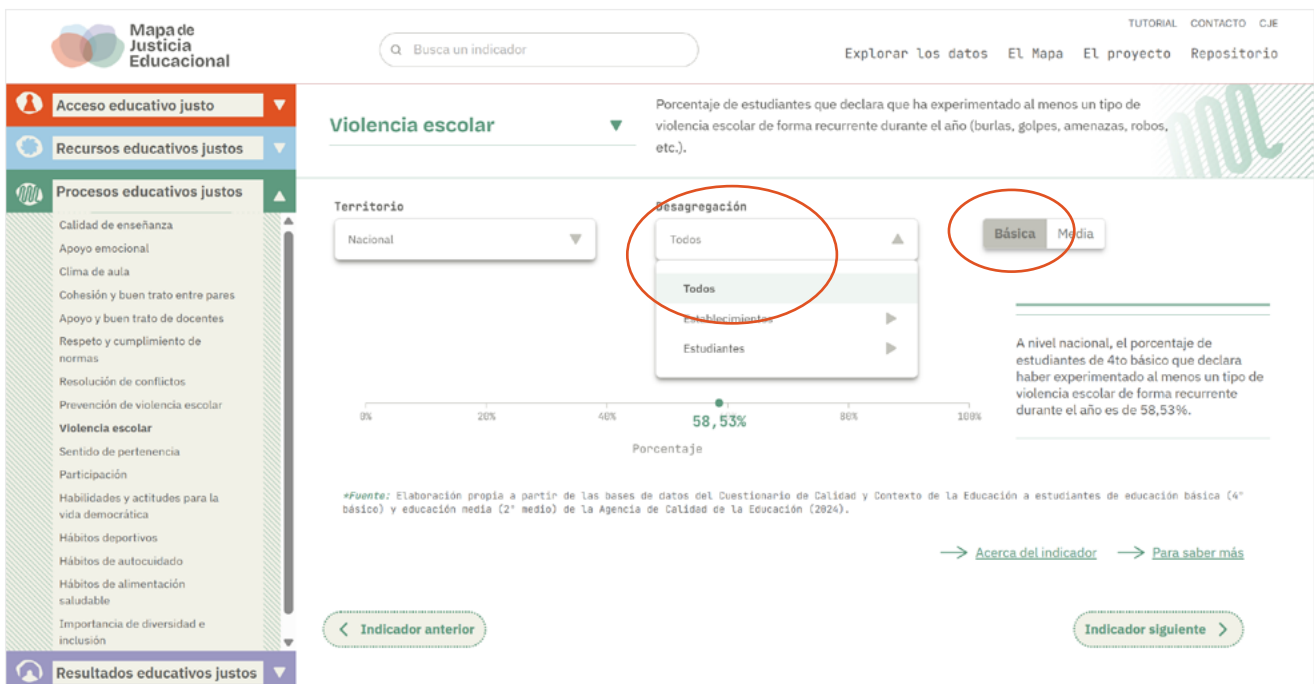 Mapa de
Justicia
Educacional
Busca un indicador
TUTORIAL CONTACTO CJE
Explorar los datos El Mapa El proyecto Repositorio
Acceso educativo justo
Recursos educativos justos
Procesos educativos justos
Calidad de enseñanza
Apoyo emocional
Clima de aula
Cohesión y buen trato entre pares
Apoyo y buen trato de docentes
Respeto y cumplimiento de
normas
Resolución de conflictos
Prevención de violencia escolar
Violencia escolar
Sentido de pertenencia
Participación
Habilidades y actitudes para la
vida democrática
Hábitos deportivos
Hábitos de autocuidado
Hábitos de alimentación
saludable
Importancia de diversidad e
inclusión
Resultados educativos justos
Violencia escolar
Porcentaje de estudiantes que declara que ha experimentado al menos un tipo de
violencia escolar de forma recurrente durante el año (burlas, golpes, amenazas, robos,
etc.).
Territorio
Nacional
Desagregación
Todos
Todos
Establecimientos
Estudiantes
Básica Media
A nivel nacional, el porcentaje de
estudiantes de 4to básico que declara
haber experimentado al menos un tipo de
violencia escolar de forma recurrente
durante el año es de 58,53%.
0% 20% 40% 80% 100%
58,53%
Porcentaje
*Fuente: Elaboración propia a partir de las bases de datos del Cuestionario de Calidad y Contexto de la Educación a estudiantes de educación básica (4°
básico) y educación media (2° medio) de la Agencia de Calidad de la Educación (2024).
Acerca del indicador Para saber más
Indicador anterior
Indicador siguiente